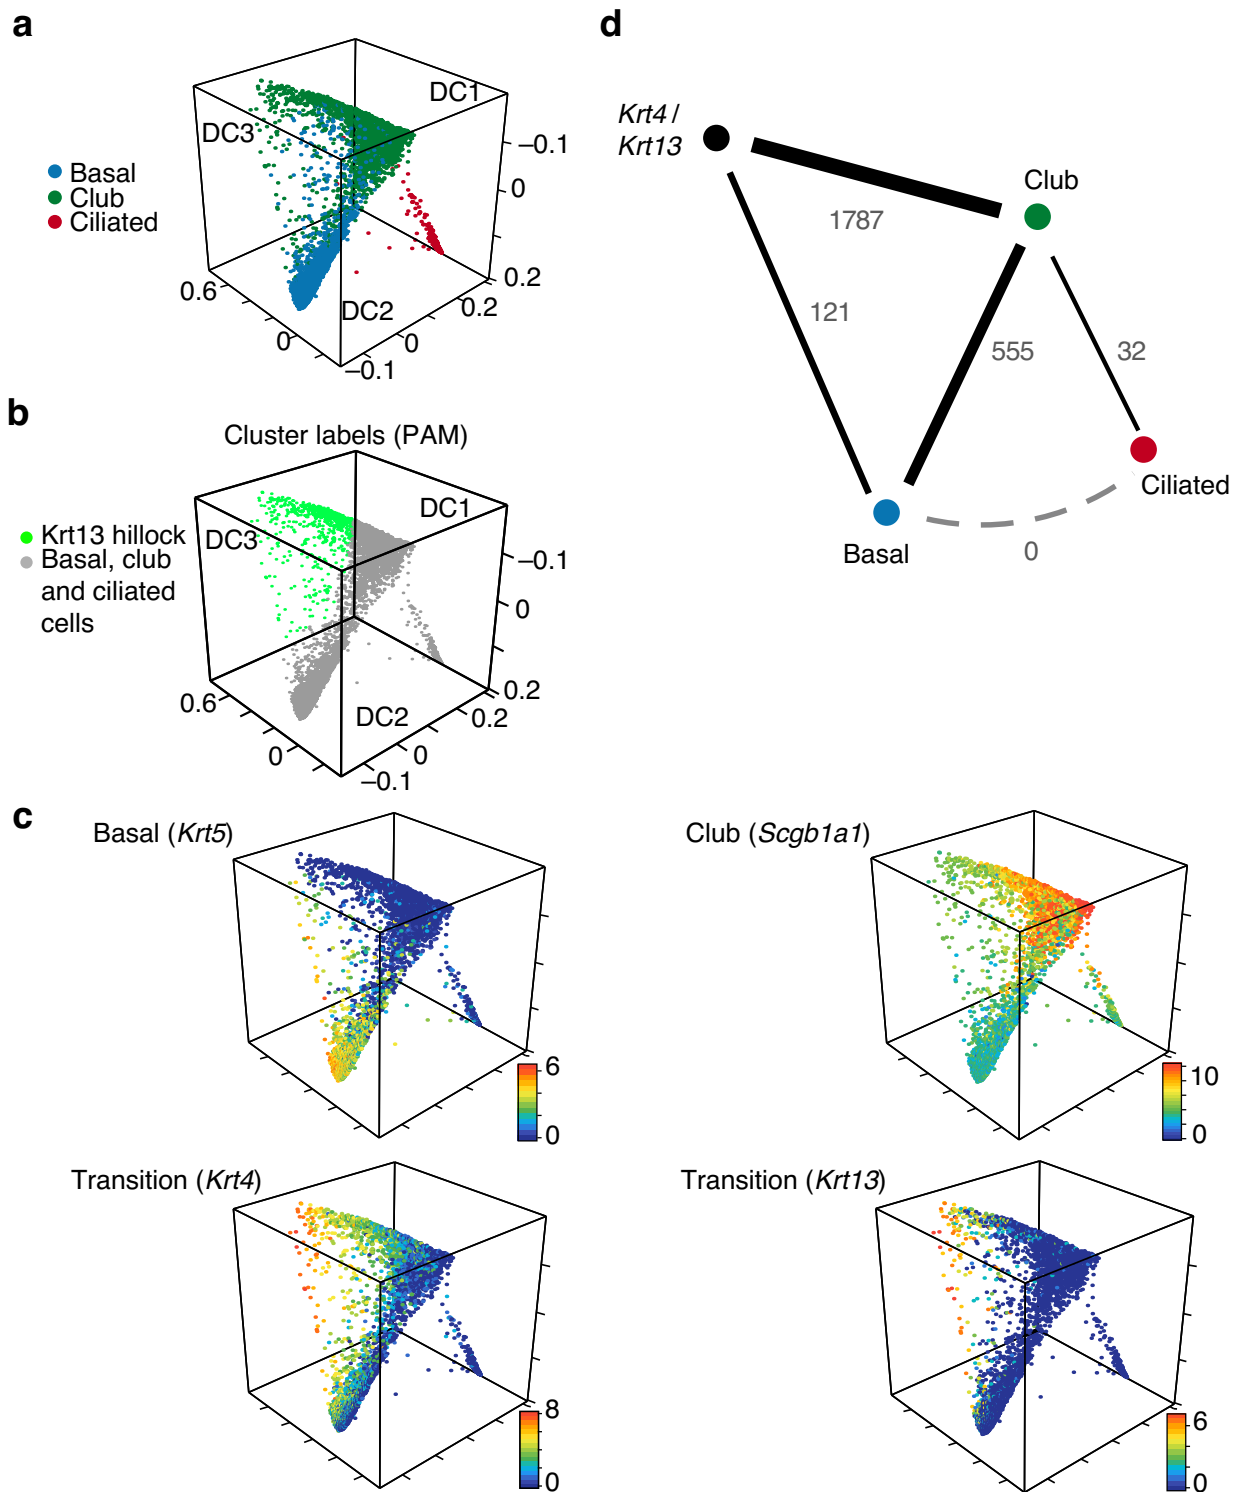 a
DC1
DC3
Basal
Club
Ciliated
−0.1
0
0.2
0.6
0.2
DC2
0
0
−0.1
b
Cluster labels (PAM)
DC1
DC3
Krt13 hillock
Basal, club
and ciliated
cells
−0.1
0
0.2
0.6
0.2
DC2
0
0
−0.1
c
Basal (Krt5)
6
0
Club (Scgb1a1)
10
0
Transition (Krt4)
8
0
Transition (Krt13)
6
0
d
Krt4 /
Krt13
Club
1787
121
555
32
Ciliated
Basal
0